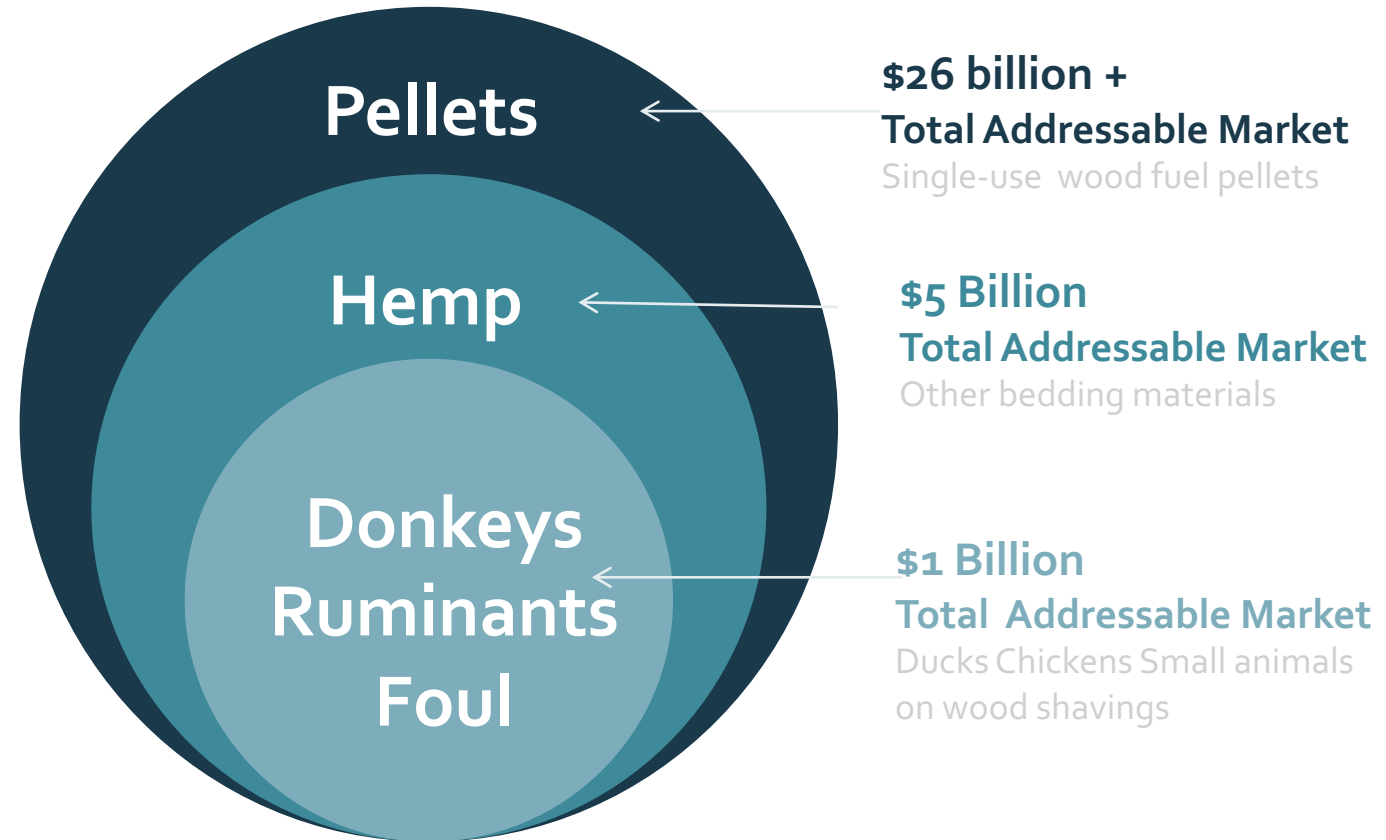 Pellets
$26 billion +
Total Addressable Market
Single-use wood fuel pellets
Hemp
$5 Billion
Total Addressable Market
Other bedding materials
Donkeys
Ruminants
Foul
$1 Billion
Total Addressable Market
Ducks Chickens Small animals
on wood shavings